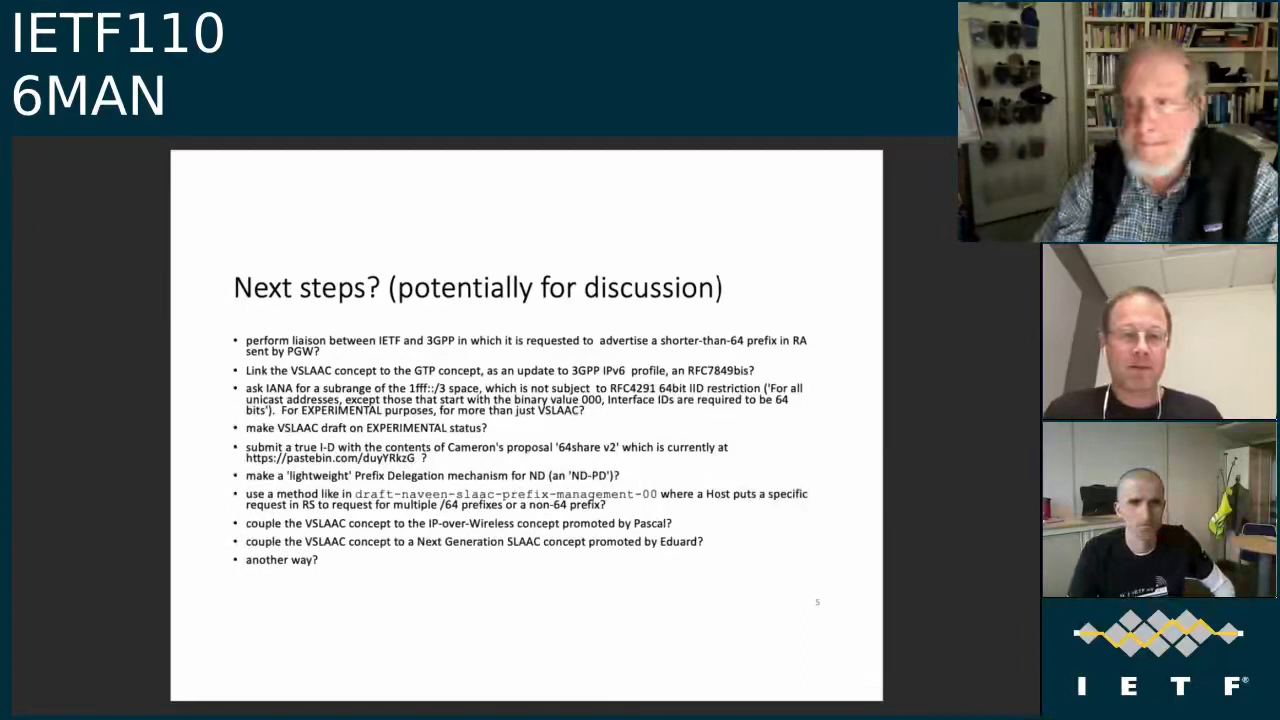 IETF110
6MAN
Next steps? (potentially for discussion)
• perform liaison between IETF and 3GPP in which it is requested to advertise a shorter-than-64 prefix in RA
sent by PGW?
• Link the VSLAAC concept to the GTP concept, as an update to 3GPP IPv6 profile, an RFC7849bis?
• ask IANA for a subrange of the 1fff::/3 space, which is not subject to RFC4291 64bit IID restriction ('For all
unicast addresses, except those that start with the binary value 000, Interface IDs are required to be 64
bits'). For EXPERIMENTAL purposes, for more than just VSLAAC?
• make VSLAAC draft on EXPERIMENTAL status?
• submit a true I-D with the contents of Cameron's proposal '64share v2' which is currently at
https://pastebin.com/duyYRkzG ?
• make a 'lightweight' Prefix Delegation mechanism for ND (an 'ND-PD')?
• use a method like in draft-naveen-slaac-prefix-management-00 where a Host puts a specific
request in RS to request for multiple /64 prefixes or a non-64 prefix?
• couple the VSLAAC concept to the IP-over-Wireless concept promoted by Pascal?
• couple the VSLAAC concept to a Next Generation SLAAC concept promoted by Eduard?
• another way?
5
I E T F®